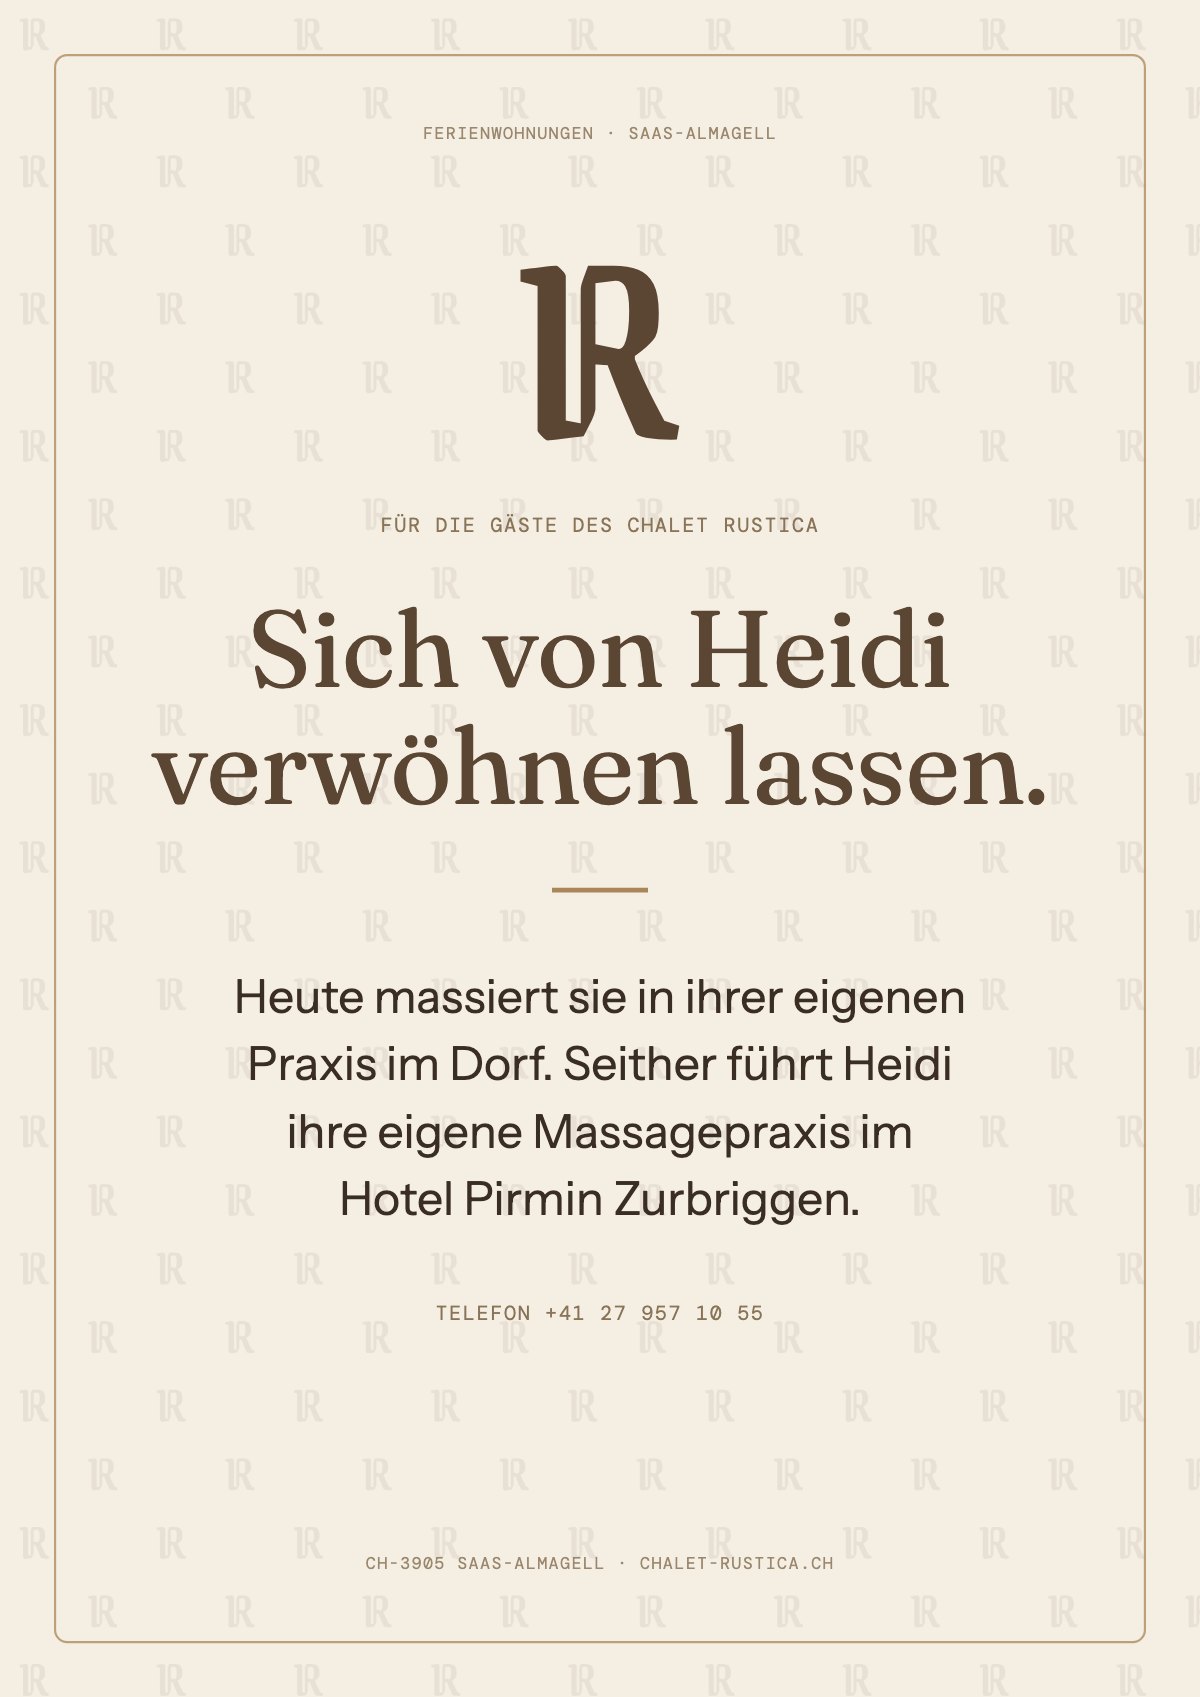 FERIENWOHNUNGEN · SAAS-ALMAGELL
R
FÜR DIE GÄSTE DES CHALET RUSTICA
Sich von Heidi
verwöhnen lassen.
Heute massiert sie in ihrer eigenen
Praxis im Dorf. Seither führt Heidi
ihre eigene Massagepraxis im
Hotel Pirmin Zurbriggen.
TELEFON +41 27 957 10 55
CH-3905 SAAS-ALMAGELL · CHALET-RUSTICA.CH